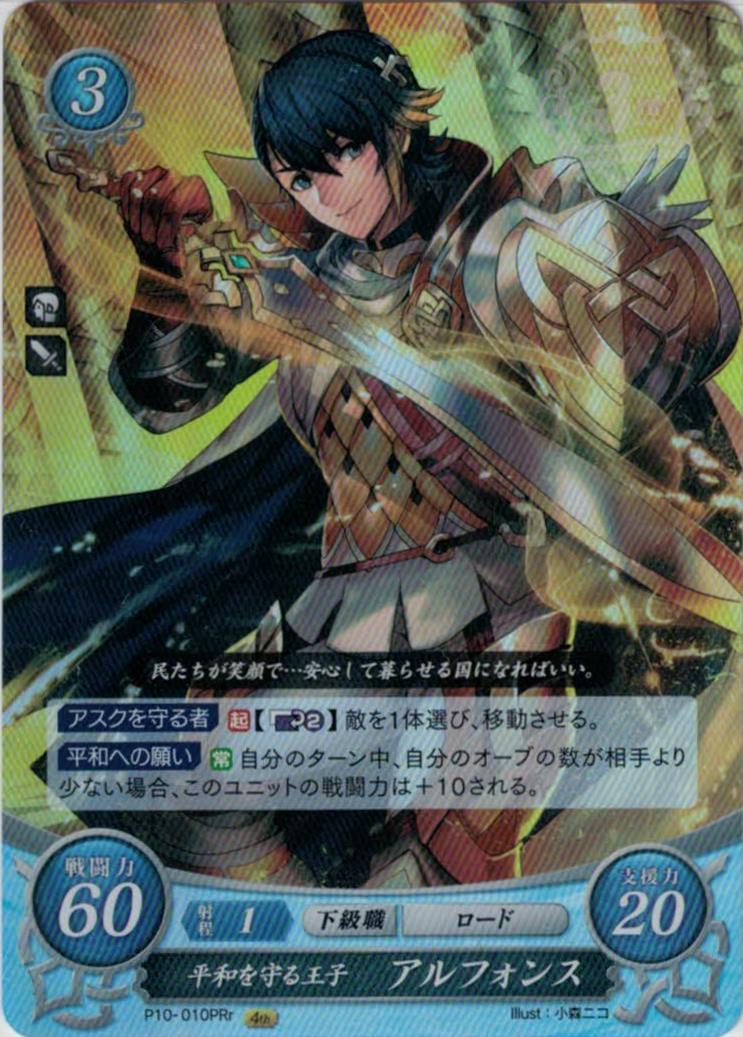 3
民たちが笑顔で…安心して暮らせる国になればいい。
アスクを守る者 起【2】敵を1体選び、移動させる。
平和への願い 常 自分のターン中、自分のオーブの数が相手より
少ない場合、このユニットの戦闘力は+10される。
戦闘力
60
射程 1
下級職 ロード
支援力
20
平和を守る王子 アルフォンス
P10-010PRr 4th
Illust:小森ニコ